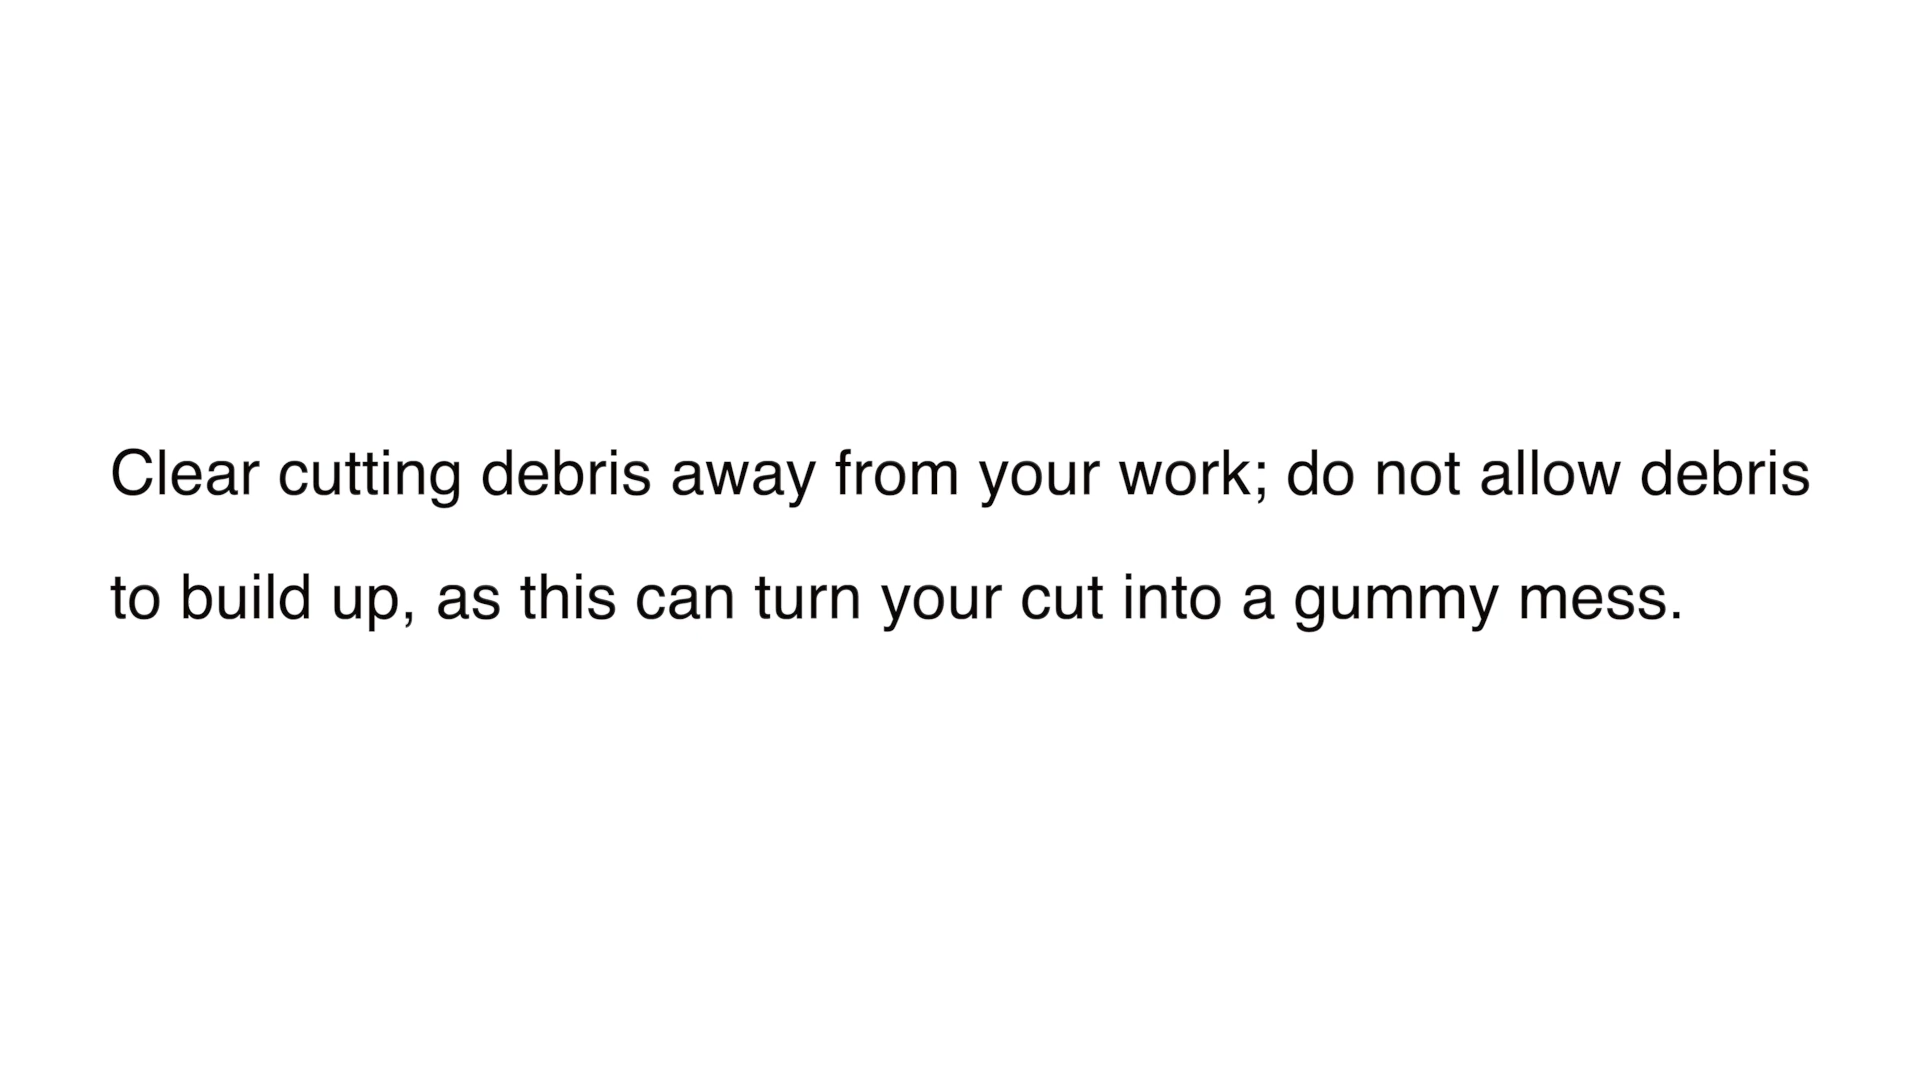 Clear cutting debris away from your work; do not allow debris
to build up, as this can turn your cut into a gummy mess.